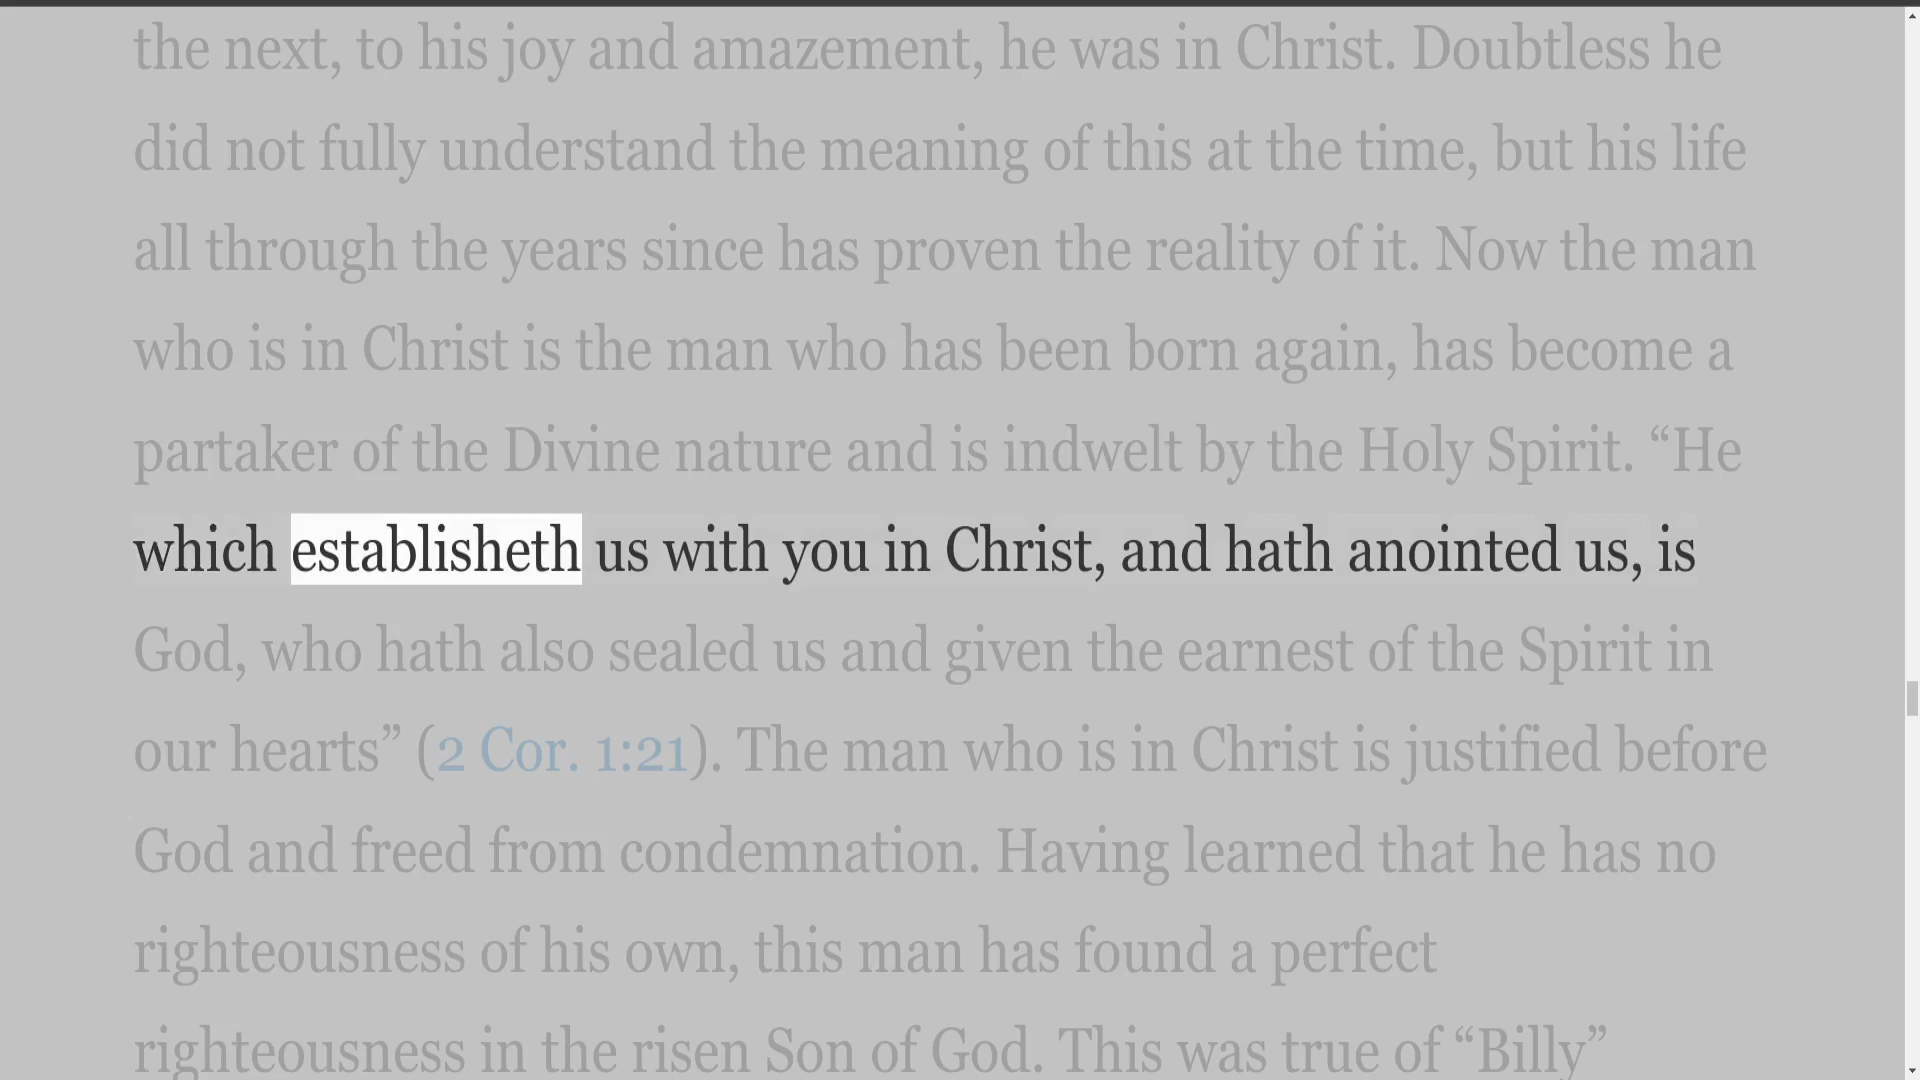 the next, to his joy and amazement, he was in Christ. Doubtless he
did not fully understand the meaning of this at the time, but his life
all through the years since has proven the reality of it. Now the man
who is in Christ is the man who has been born again, has become a
partaker of the Divine nature and is indwelt by the Holy Spirit. “He
which establisheth us with you in Christ, and hath anointed us, is
God, who hath also sealed us and given the earnest of the Spirit in
our hearts” (2 Cor. 1:21). The man who is in Christ is justified before
God and freed from condemnation. Having learned that he has no
righteousness of his own, this man has found a perfect
righteousness in the risen Son of God. This was true of “Billy”